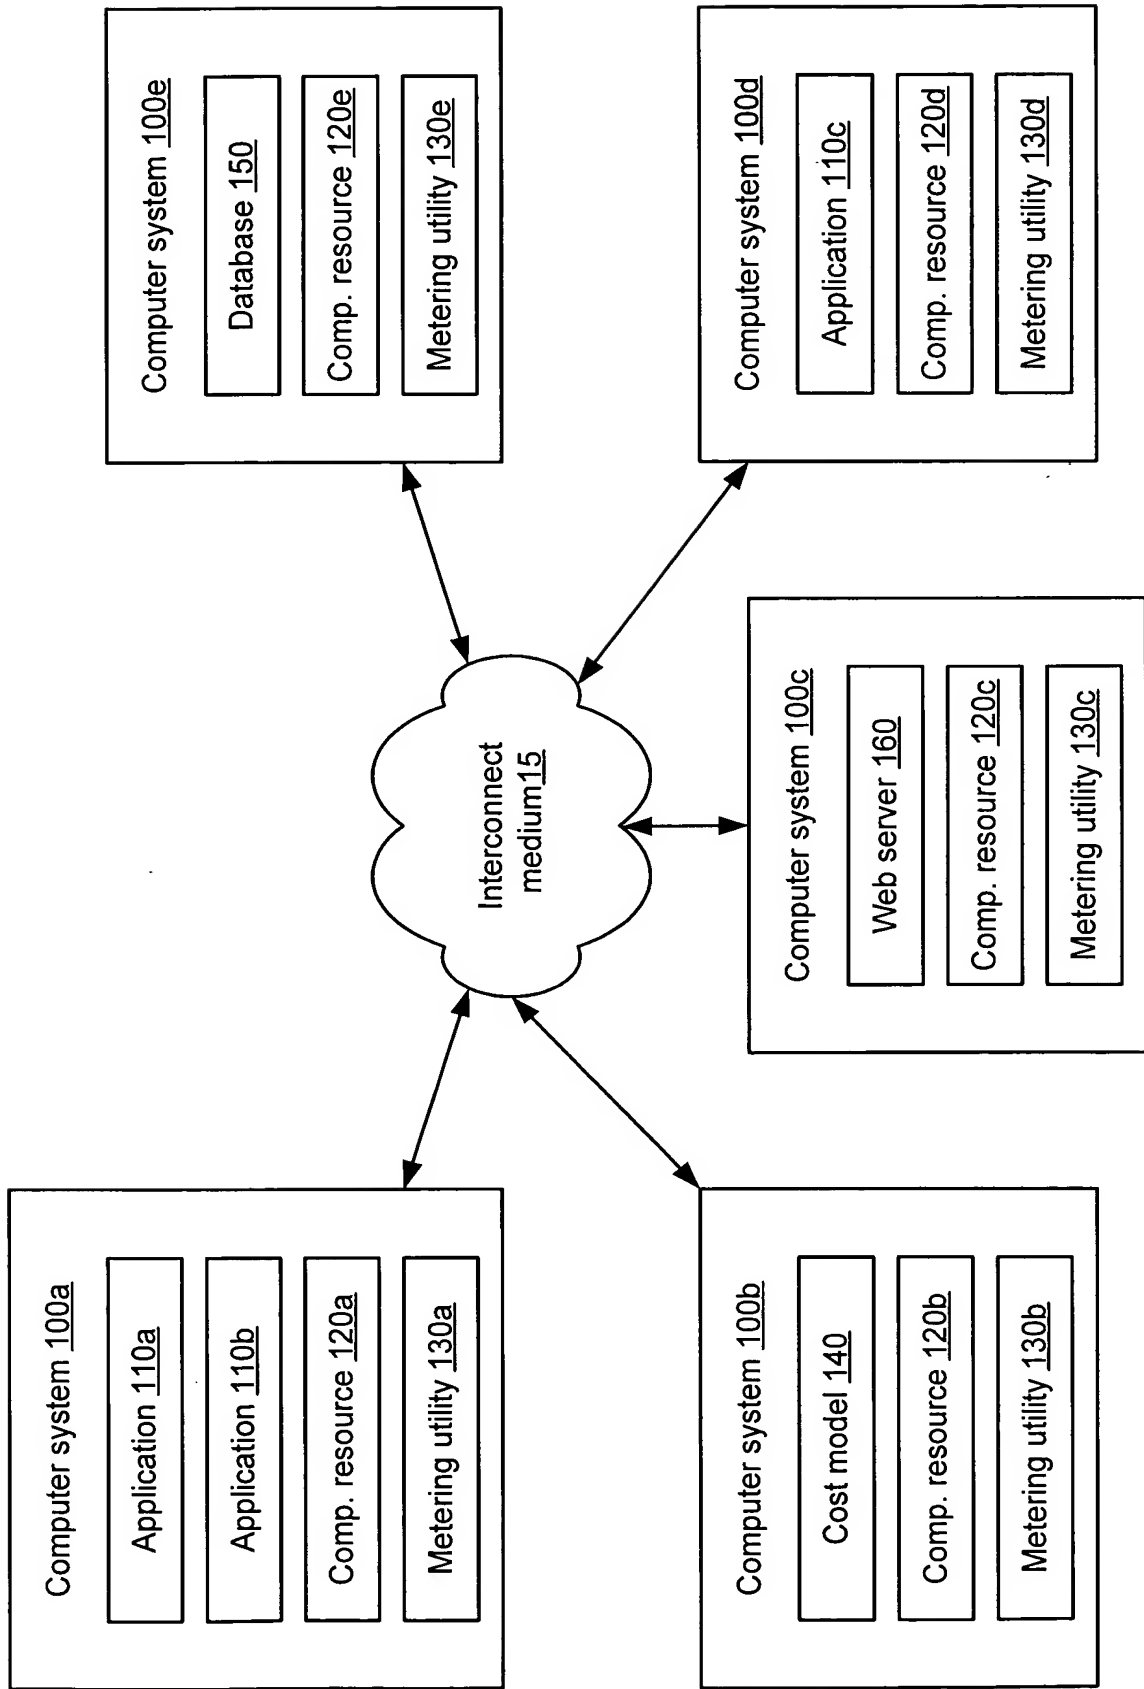 Computer system 100a
Application 110a
Application 110b
Comp. resource 120a
Metering utility 130a
Computer system 100e
Database 150
Comp. resource 120e
Metering utility 130e
Interconnect
medium15
Computer system 100b
Cost model 140
Comp. resource 120b
Metering utility 130b
Computer system 100c
Web server 160
Comp. resource 120c
Metering utility 130c
Computer system 100d
Application 110c
Comp. resource 120d
Metering utility 130d